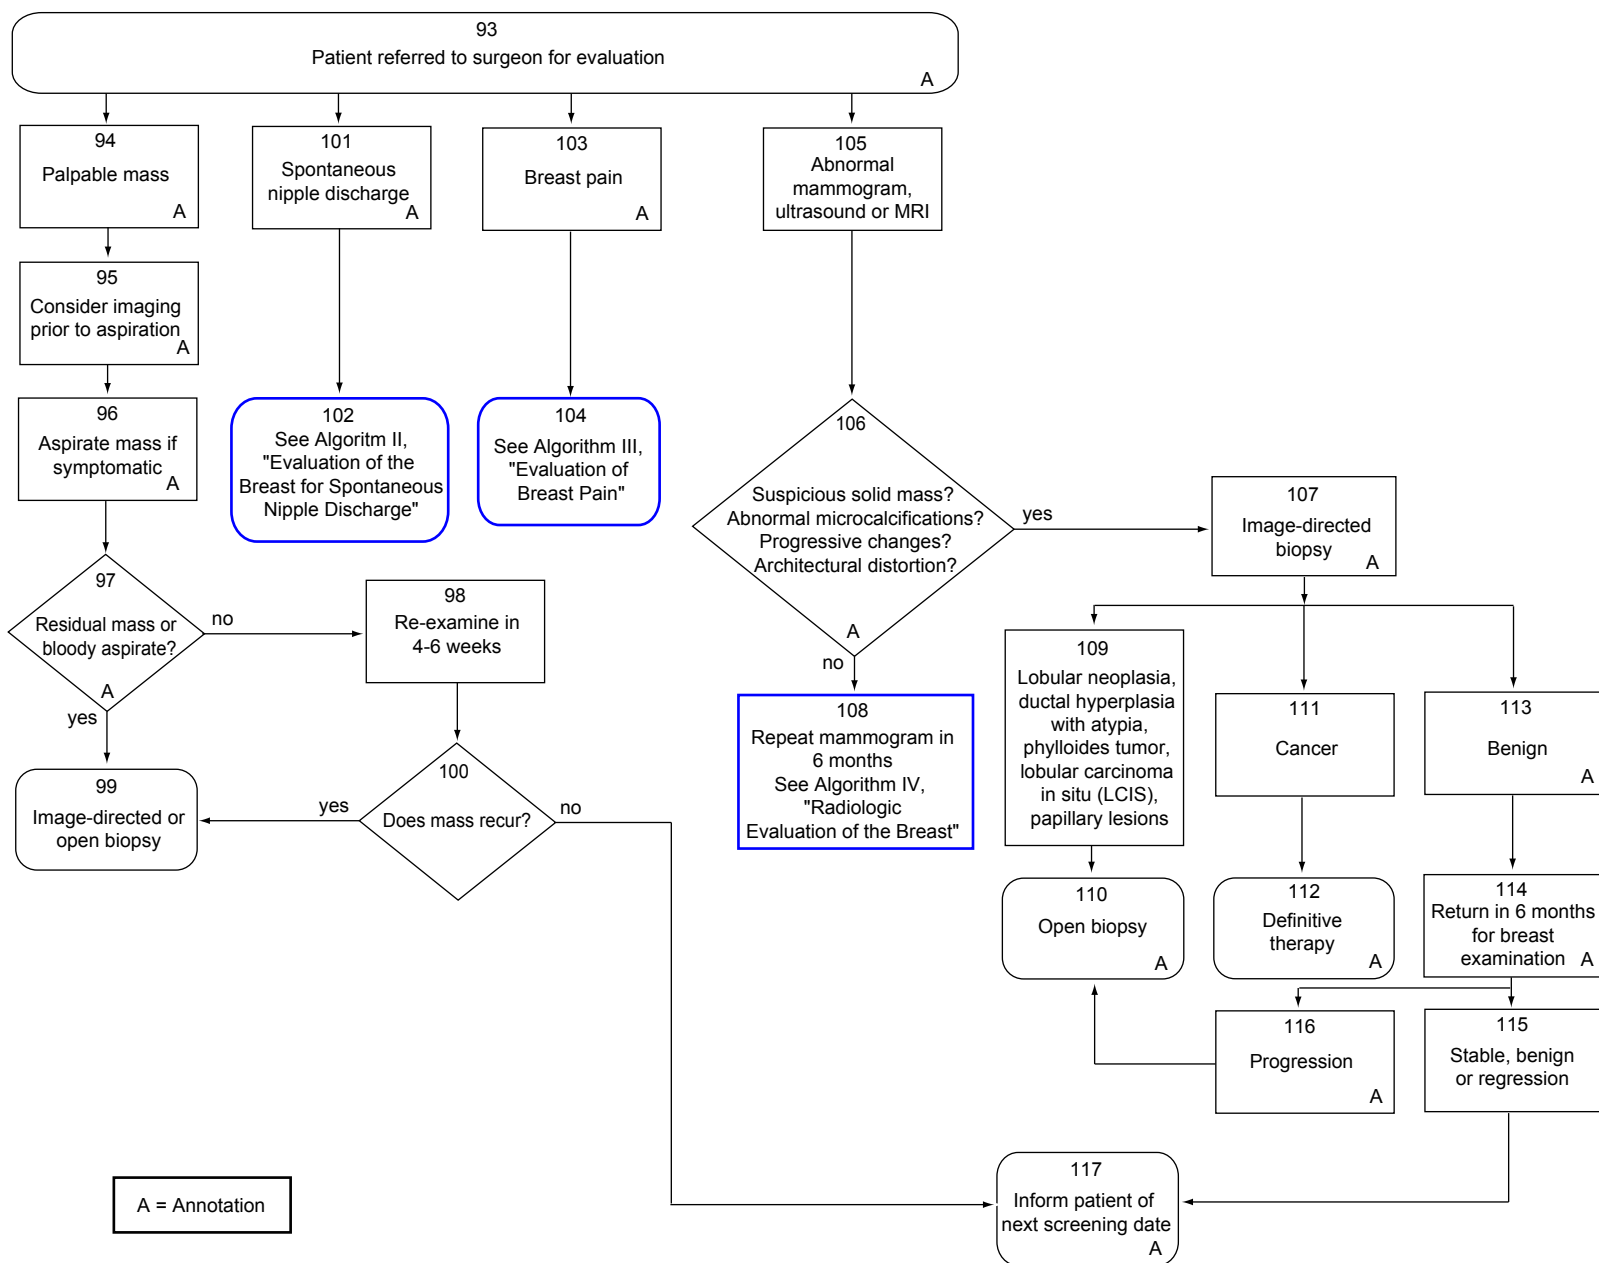 93
Patient referred to surgeon for evaluation
A
94
Palpable mass
A
95
Consider imaging
prior to aspiration
A
96
Aspirate mass if
symptomatic
A
97
Residual mass or
bloody aspirate?
A
yes
no
98
Re-examine in
4-6 weeks
99
Image-directed or
open biopsy
100
Does mass recur?
yes
no
101
Spontaneous
nipple discharge
A
102
See Algoritm II,
"Evaluation of the
Breast for Spontaneous
Nipple Discharge"
103
Breast pain
A
104
See Algorithm III,
"Evaluation of
Breast Pain"
105
Abnormal
mammogram,
ultrasound or MRI
106
Suspicious solid mass?
Abnormal microcalcifications?
Progressive changes?
Architectural distortion?
A
yes
no
107
Image-directed
biopsy
A
108
Repeat mammogram in
6 months
See Algorithm IV,
"Radiologic
Evaluation of the Breast"
109
Lobular neoplasia,
ductal hyperplasia
with atypia,
phylloides tumor,
lobular carcinoma
in situ (LCIS),
papillary lesions
110
Open biopsy
A
111
Cancer
112
Definitive
therapy
A
113
Benign
A
114
Return in 6 months
for breast
examination
A
116
Progression
A
115
Stable, benign
or regression
117
Inform patient of
next screening date
A
A = Annotation